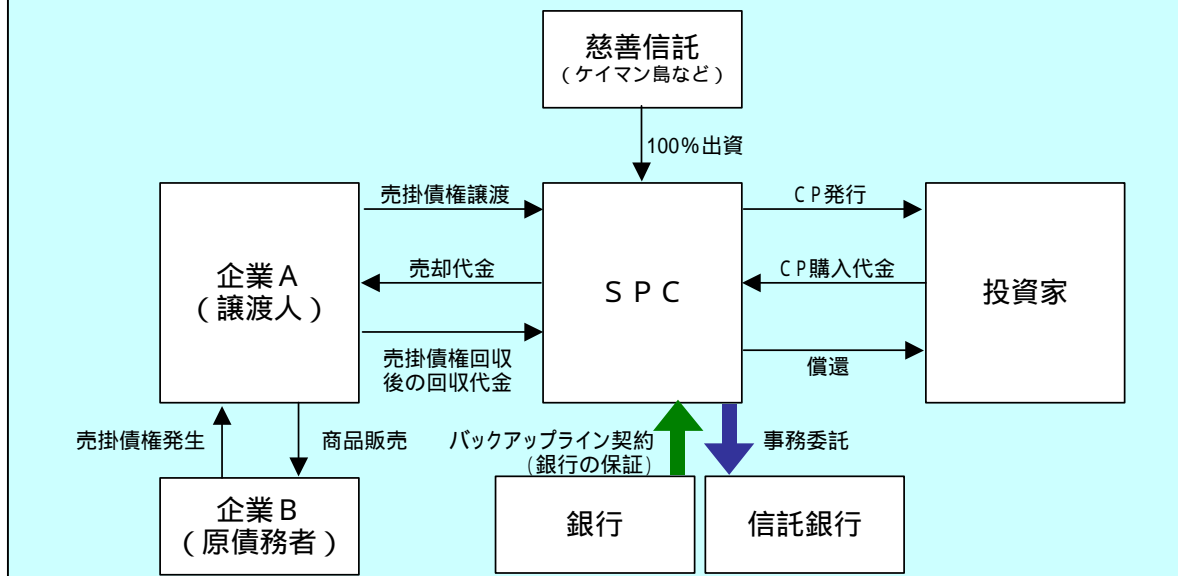 慈善信託
（ケイマン島など）
100％出資
売掛債権譲渡
CP発行
企業A
（譲渡人）
売却代金
SPC
CP購入代金
投資家
売掛債権回収
後の回収代金
償還
売掛債権発生
商品販売
バックアップライン契約
（銀行の保証）
事務委託
企業B
（原債務者）
銀行
信託銀行